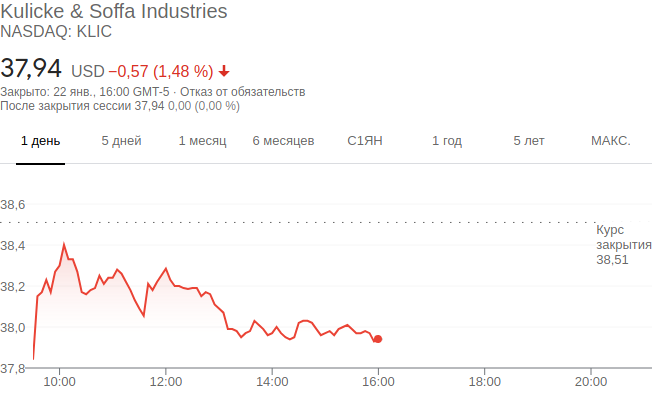 Kulicke & Soffa Industries
NASDAQ: KLIC
37,94 USD −0,57 (1,48 %)
Закрыто: 22 янв., 16:00 GMT-5 · Отказ от обязательств
После закрытия сессии 37,94 0,00 (0,00 %)
1 день 5 дней 1 месяц 6 месяцев С1ЯН 1 год 5 лет МАКС.
38,6
Курс
38,4 закрытия
38,51
38,2
38,0
37,8
10:00 12:00 14:00 16:00 18:00 20:00